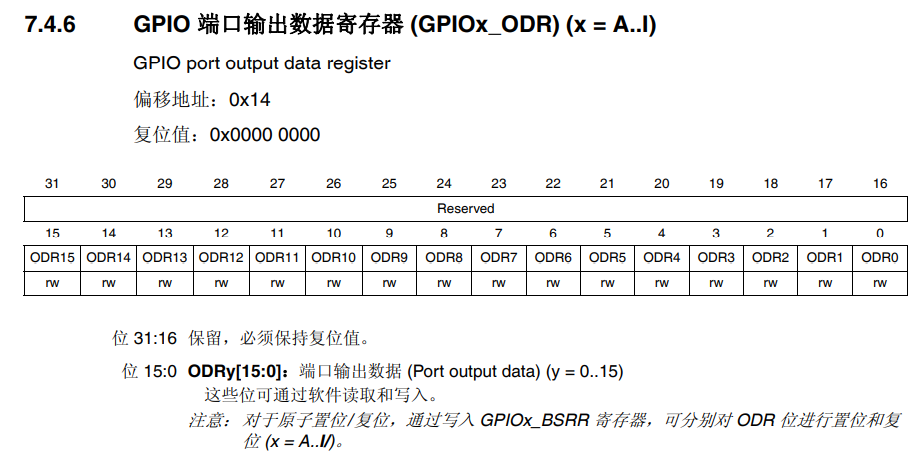 7.4.6 GPIO 端口输出数据寄存器 (GPIOx_ODR) (x = A..I)
GPIO port output data register
偏移地址：0x14
复位值：0x0000 0000
31 30 29 28 27 26 25 24 23 22 21 20 19 18 17 16
Reserved
15 14 13 12 11 10 9 8 7 6 5 4 3 2 1 0
ODR15 ODR14 ODR13 ODR12 ODR11 ODR10 ODR9 ODR8 ODR7 ODR6 ODR5 ODR4 ODR3 ODR2 ODR1 ODR0
rw rw rw rw rw rw rw rw rw rw rw rw rw rw rw rw
位 31:16 保留，必须保持复位值。
位 15:0 ODRy[15:0]：端口输出数据 (Port output data) (y = 0..15)
这些位可通过软件读取和写入。
注意： 对于原子置位/复位，通过写入 GPIOx_BSRR 寄存器，可分别对 ODR 位进行置位和复
位 (x = A..I/)。